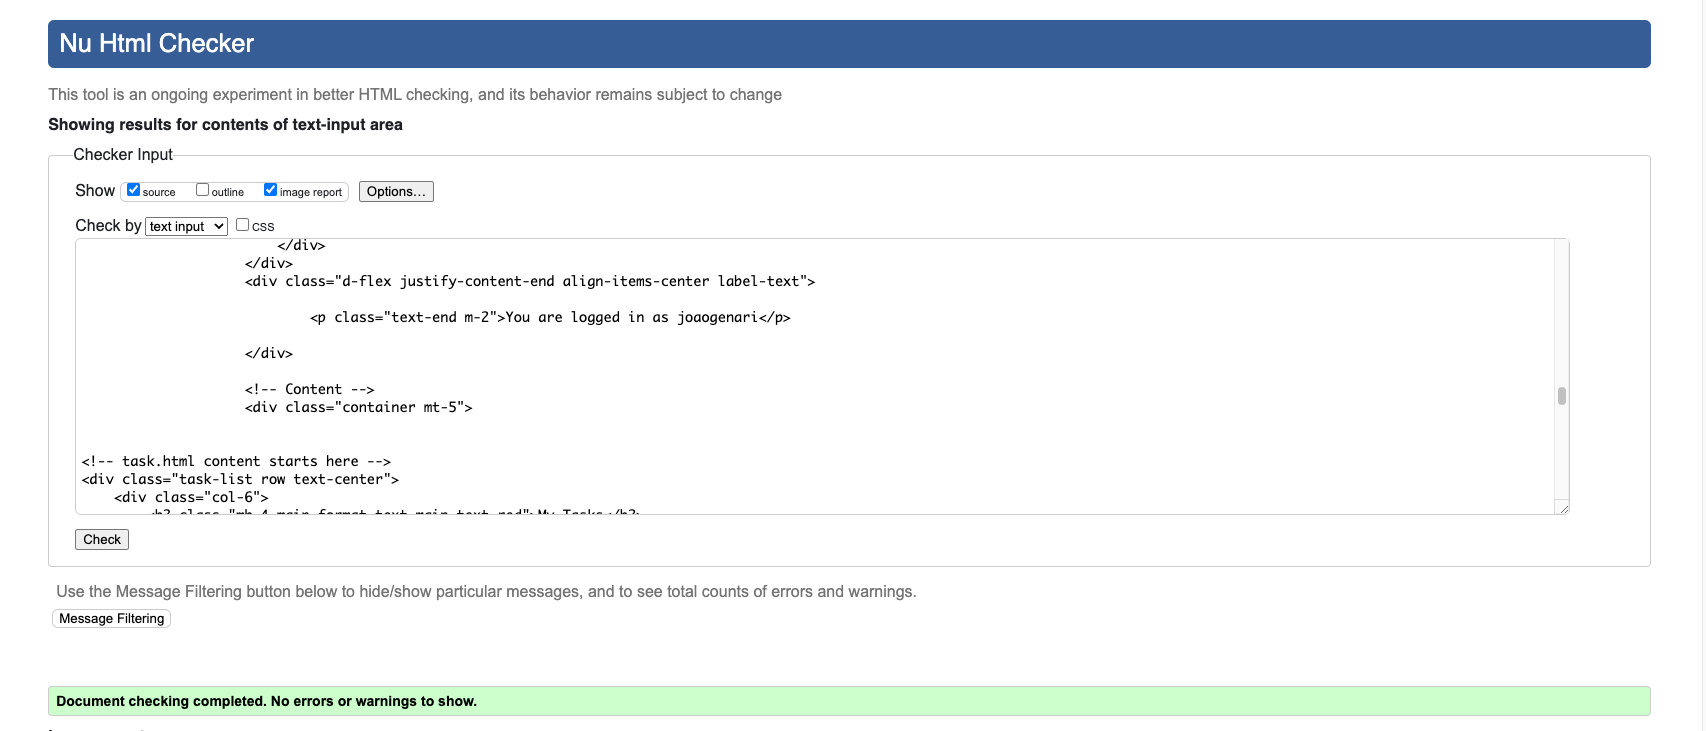 Nu Html Checker
This tool is an ongoing experiment in better HTML checking, and its behavior remains subject to change
Showing results for contents of text-input area
Checker Input
Show source outline image report Options...
Check by text input css
</div>
</div>
<div class="d-flex justify-content-end align-items-center label-text">
<p class="text-end m-2">You are logged in as joaogenari</p>
</div>
<!-- Content -->
<div class="container mt-5">
<!-- task.html content starts here -->
<div class="task-list row text-center">
<div class="col-6">
Check
Use the Message Filtering button below to hide/show particular messages, and to see total counts of errors and warnings.
Message Filtering
Document checking completed. No errors or warnings to show.